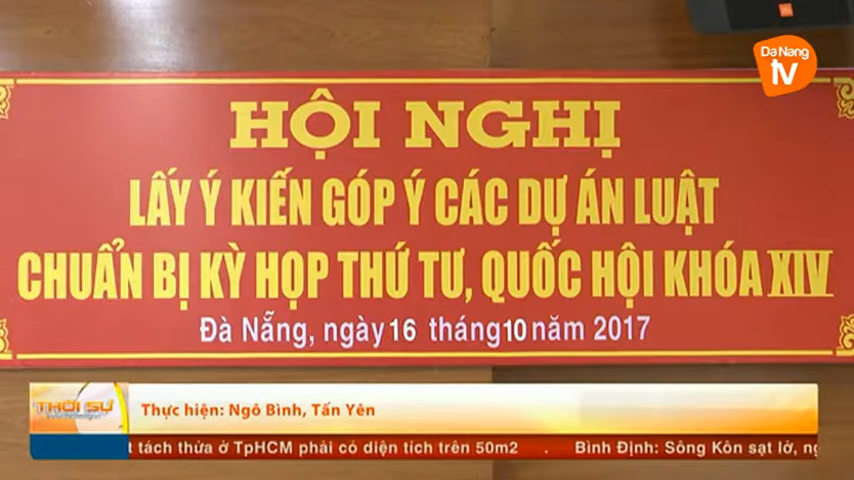 Da Nang
tv
HỘI NGHỊ
LẤY Ý KIẾN GÓP Ý CÁC DỰ ÁN LUẬT
CHUẨN BỊ KỲ HỌP THỨ TƯ, QUỐC HỘI KHÓA XIV
Đà Nẵng, ngày 16 tháng 10 năm 2017
THỜI SỰ
Thực hiện: Ngô Bình, Tấn Yên
tách thửa ở TpHCM phải có diện tích trên 50m2 . Bình Định: Sông Kôn sạt lở,